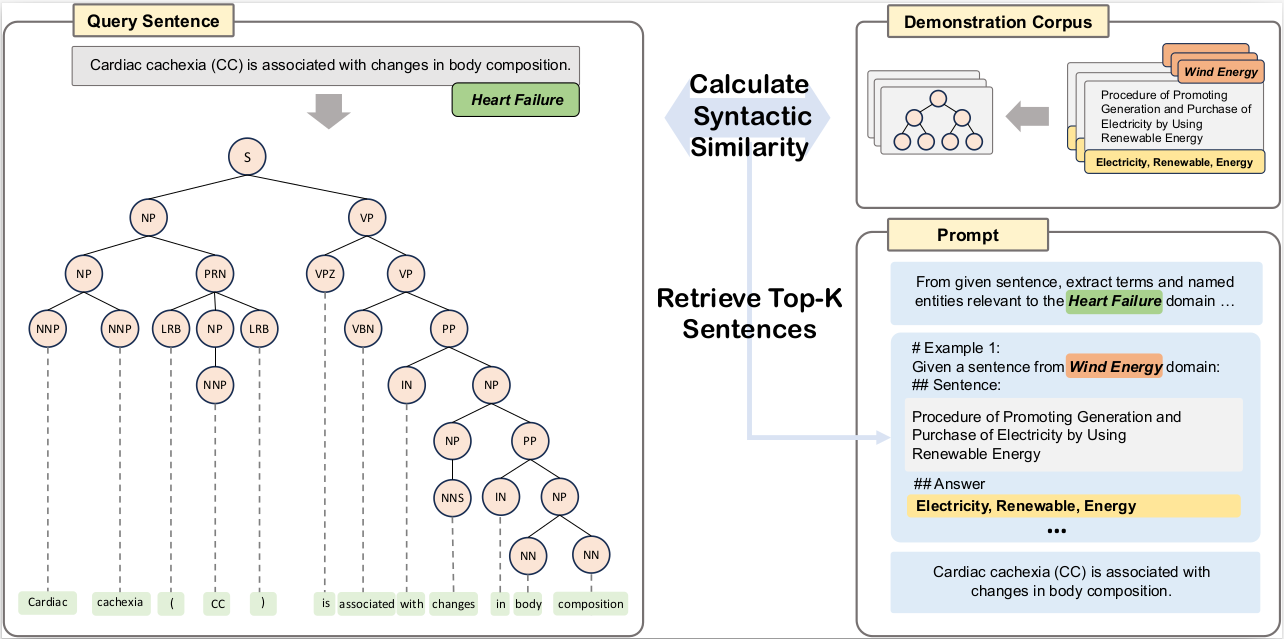 Query Sentence
Cardiac cachexia (CC) is associated with changes in body composition.
Heart Failure
S
NP
VP
NP
PRN
VPZ
VP
NNP
NNP
LRB
NP
LRB
VBN
PP
NNP
IN
NP
NP
PP
NNS
IN
NP
NN
NN
Cardiac
cachexia
(
CC
)
is
associated
with
changes
in
body
composition
Calculate
Syntactic
Similarity
Retrieve Top-K
Sentences
Demonstration Corpus
Wind Energy
Procedure of Promoting
Generation and Purchase of
Electricity by Using
Renewable Energy
Electricity, Renewable, Energy
Prompt
From given sentence, extract terms and named
entities relevant to the Heart Failure domain ...
# Example 1:
Given a sentence from Wind Energy domain:
## Sentence:
Procedure of Promoting Generation and
Purchase of Electricity by Using
Renewable Energy
## Answer
Electricity, Renewable, Energy
...
Cardiac cachexia (CC) is associated with
changes in body composition.